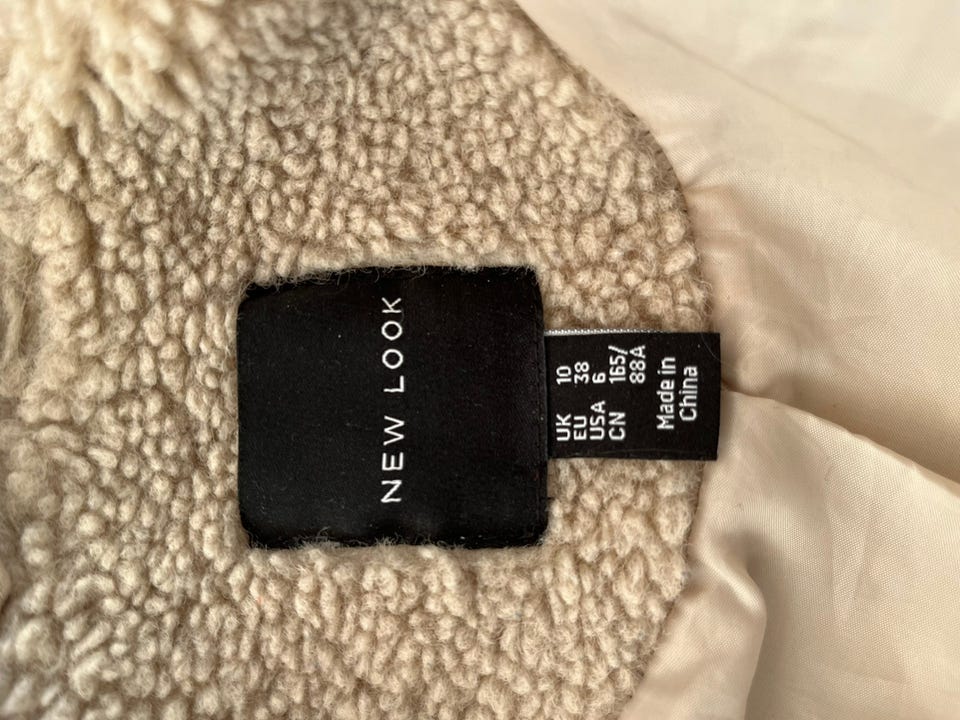 NEW LOOK
UK 10
EU 38
USA 6
CN 165/
88A
Made in
China